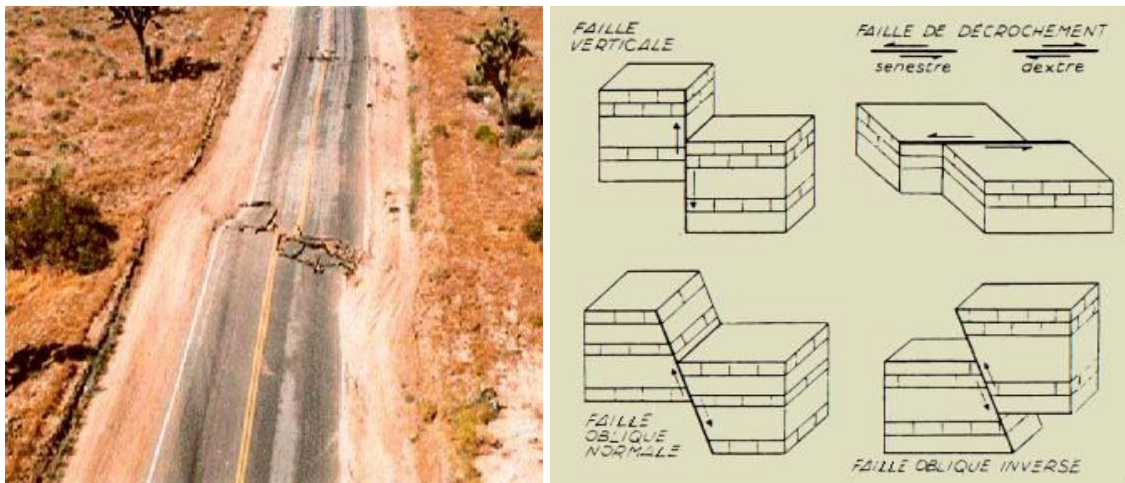 FAILLE
VERTICALE
FAILLE DE DÉCROCHEMENT
senestre
dextre
FAILLE
OBLIQUE
NORMALE
FAILLE OBLIQUE INVERSE